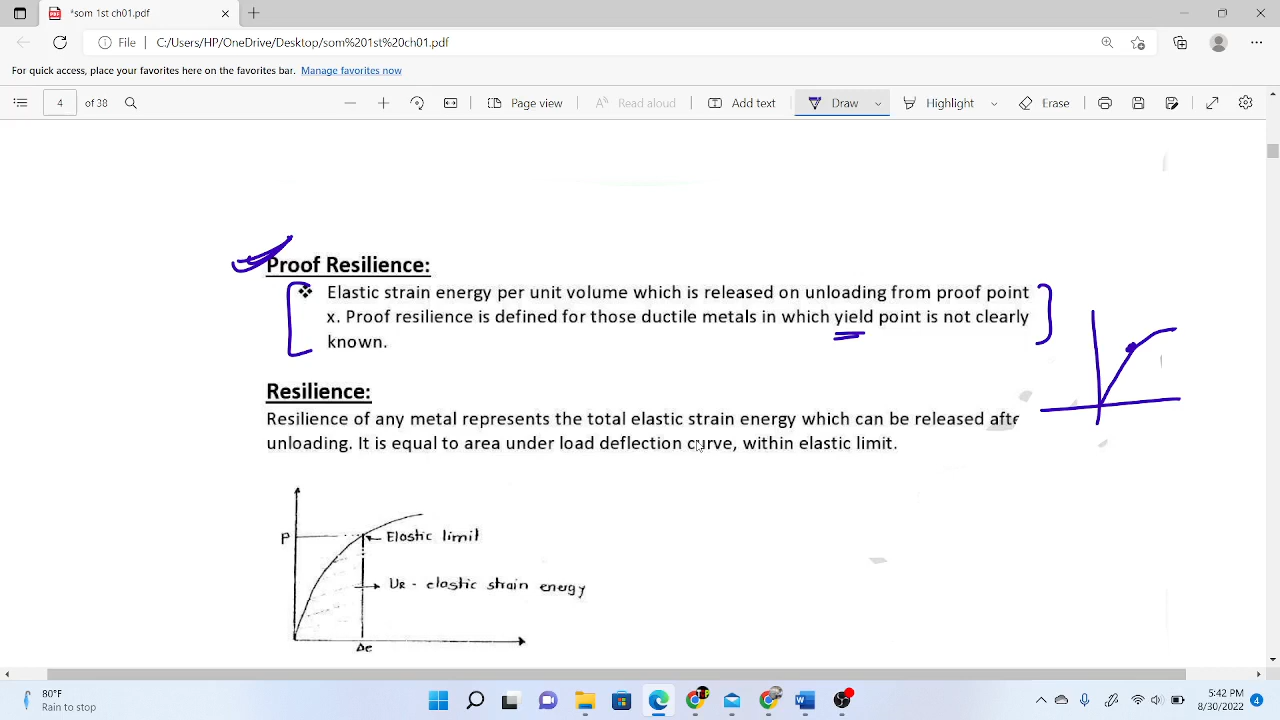 *som 1st ch01.pdf
File C:/Users/HP/OneDrive/Desktop/som%201st%20ch01.pdf
For quick access, place your favorites here on the favorites bar. Manage favorites now
4 of 38 Page view Read aloud Add text Draw Highlight Erase
Proof Resilience:
❖ Elastic strain energy per unit volume which is released on unloading from proof point
x. Proof resilience is defined for those ductile metals in which yield point is not clearly
known.
Resilience:
Resilience of any metal represents the total elastic strain energy which can be released afte
unloading. It is equal to area under load deflection curve, within elastic limit.
P Elastic limit
UR - elastic strain energy
Δe
80°F
Rain to stop
5:42 PM
8/30/2022
4